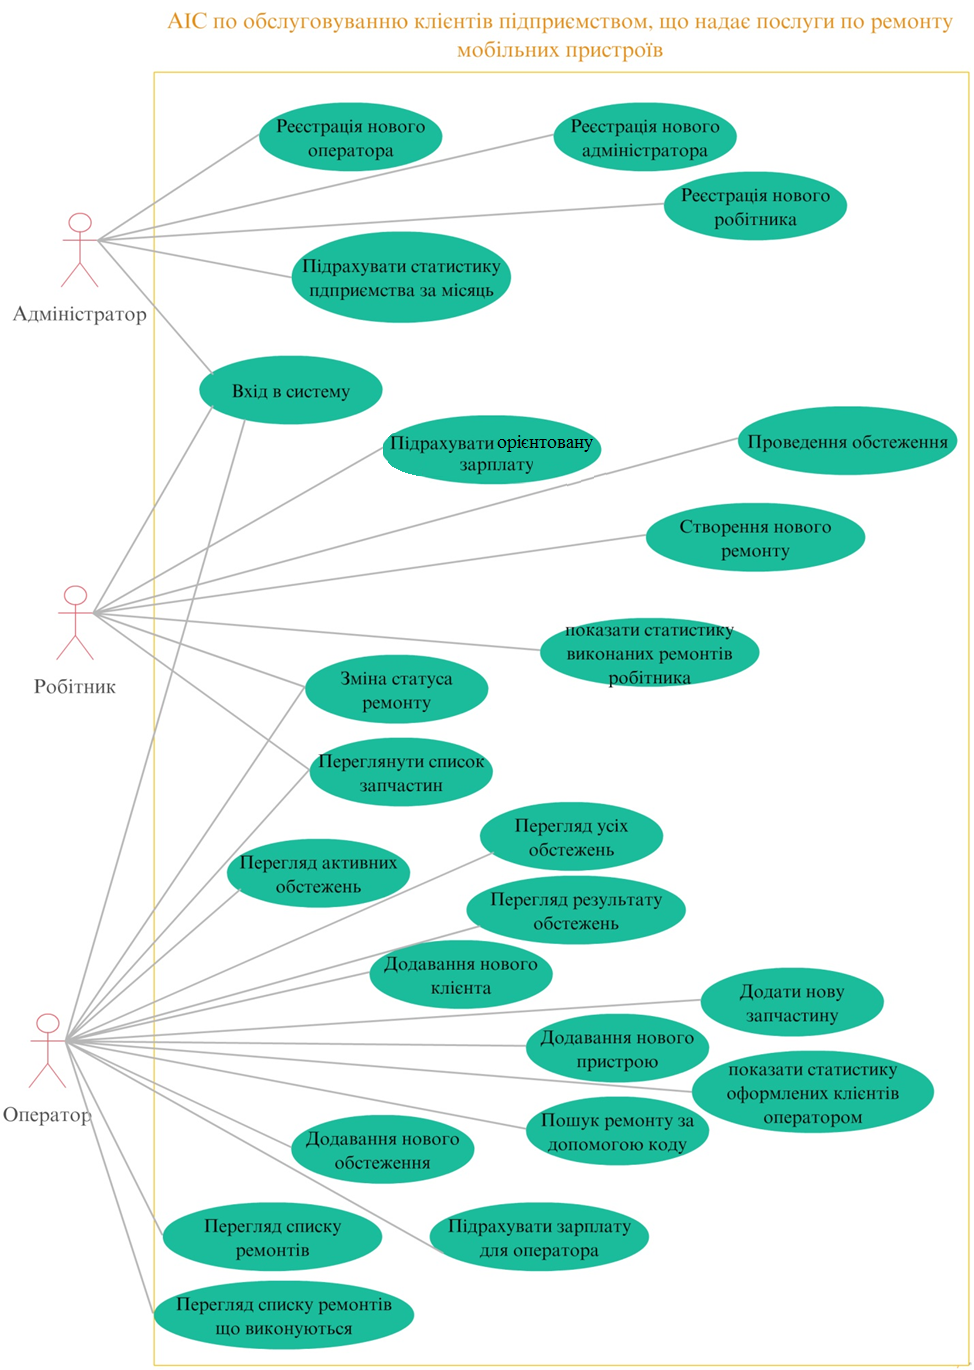 АІС по обслуговуванню клієнтів підприємством, що надає послуги по ремонту
мобільних пристроїв
Реєстрація нового
оператора
Реєстрація нового
адміністратора
Реєстрація нового
робітника
Підрахувати статистику
пдприємства за місяць
Адміністратор
Вхід в систему
Підрахувати орієнтовану
зарплату
Проведення обстеження
Створення нового
ремонту
показати статистику
виконаних ремонтів
робітника
Робітник
Зміна статуса
ремонту
Переглянути список
запчастин
Перегляд усіх
обстежень
Перегляд активних
обстежень
Перегляд результату
обстежень
Додавання нового
клієнта
Додати нову
запчастину
Додавання нового
пристрою
показати статистику
оформлених клієнтів
оператором
Оператор
Пошук ремонту за
допомогою коду
Додавання нового
обстеження
Перегляд списку
ремонтів
Підрахувати зарплату
для оператора
Перегляд списку ремонтів
що виконуються